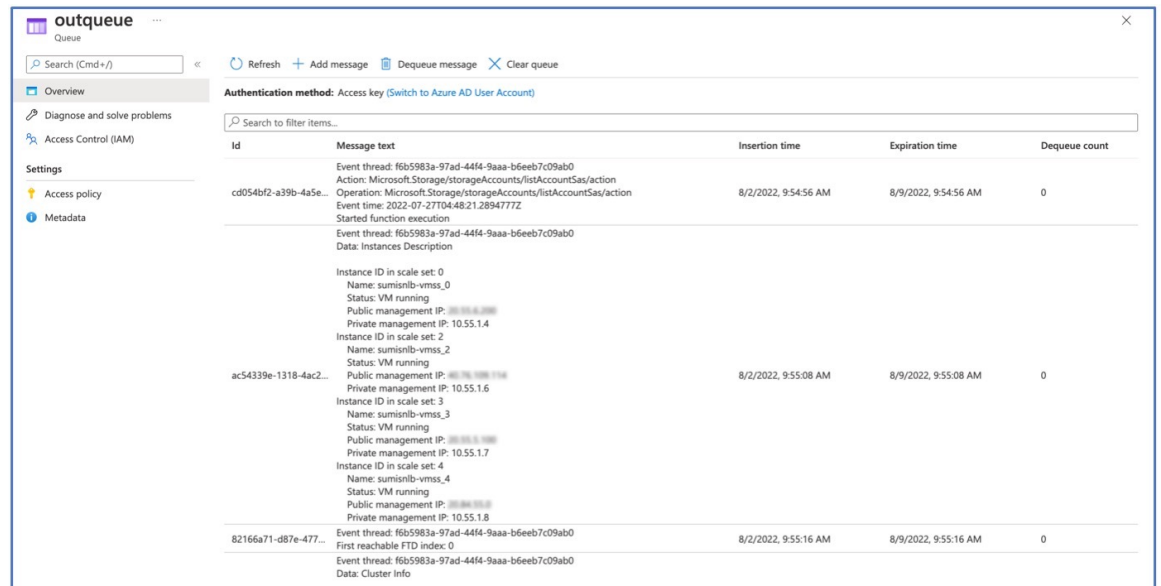 outqueue ...
Queue
Search (Cmd+/)
«
Refresh
Add message
Dequeue message
Clear queue
Overview
Diagnose and solve problems
Access Control (IAM)
Settings
Access policy
Metadata
Authentication method: Access key (Switch to Azure AD User Account)
Search to filter items...
Id Message text Insertion time Expiration time Dequeue count
Event thread: f6b5983a-97ad-44f4-9aaa-b6eeb7c09ab0
Action: Microsoft.Storage/storageAccounts/listAccountSas/action
cd054bf2-a39b-4a5e... Operation: Microsoft.Storage/storageAccounts/listAccountSas/action 8/2/2022, 9:54:56 AM 8/9/2022, 9:54:56 AM 0
Event time: 2022-07-27T04:48:21.2894777Z
Started function execution
Event thread: f6b5983a-97ad-44f4-9aaa-b6eeb7c09ab0
Data: Instances Description
Instance ID in scale set: 0
Name: sumisnlb-vmss_0
Status: VM running
Public management IP:
Private management IP: 10.55.1.4
Instance ID in scale set: 2
Name: sumisnlb-vmss_2
Status: VM running
ac54339e-1318-4ac2... Public management IP: 8/2/2022, 9:55:08 AM 8/9/2022, 9:55:08 AM 0
Private management IP: 10.55.1.6
Instance ID in scale set: 3
Name: sumisnlb-vmss_3
Status: VM running
Public management IP:
Private management IP: 10.55.1.7
Instance ID in scale set: 4
Name: sumisnlb-vmss_4
Status: VM running
Public management IP:
Private management IP: 10.55.1.8
Event thread: f6b5983a-97ad-44f4-9aaa-b6eeb7c09ab0
82166a71-d87e-477... First reachable FTD index: 0 8/2/2022, 9:55:16 AM 8/9/2022, 9:55:16 AM 0
Event thread: f6b5983a-97ad-44f4-9aaa-b6eeb7c09ab0
Data: Cluster Info